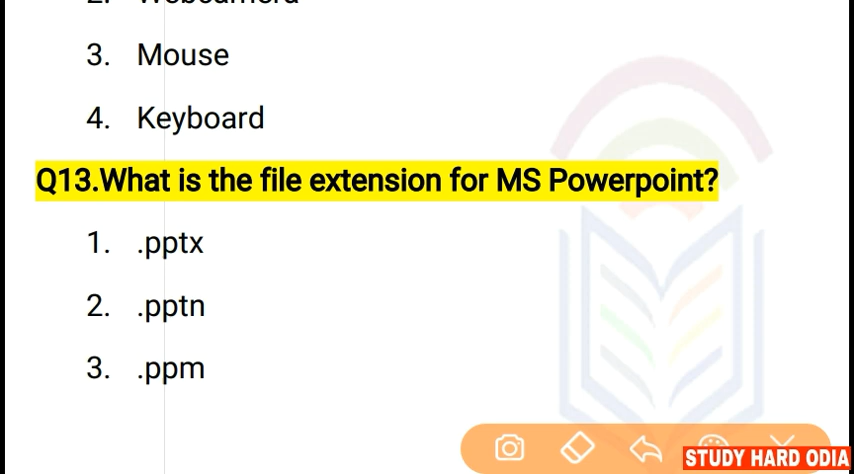 3. Mouse
4. Keyboard
Q13.What is the file extension for MS Powerpoint?
1. .pptx
2. .pptn
3. .ppm
STUDY HARD ODIA